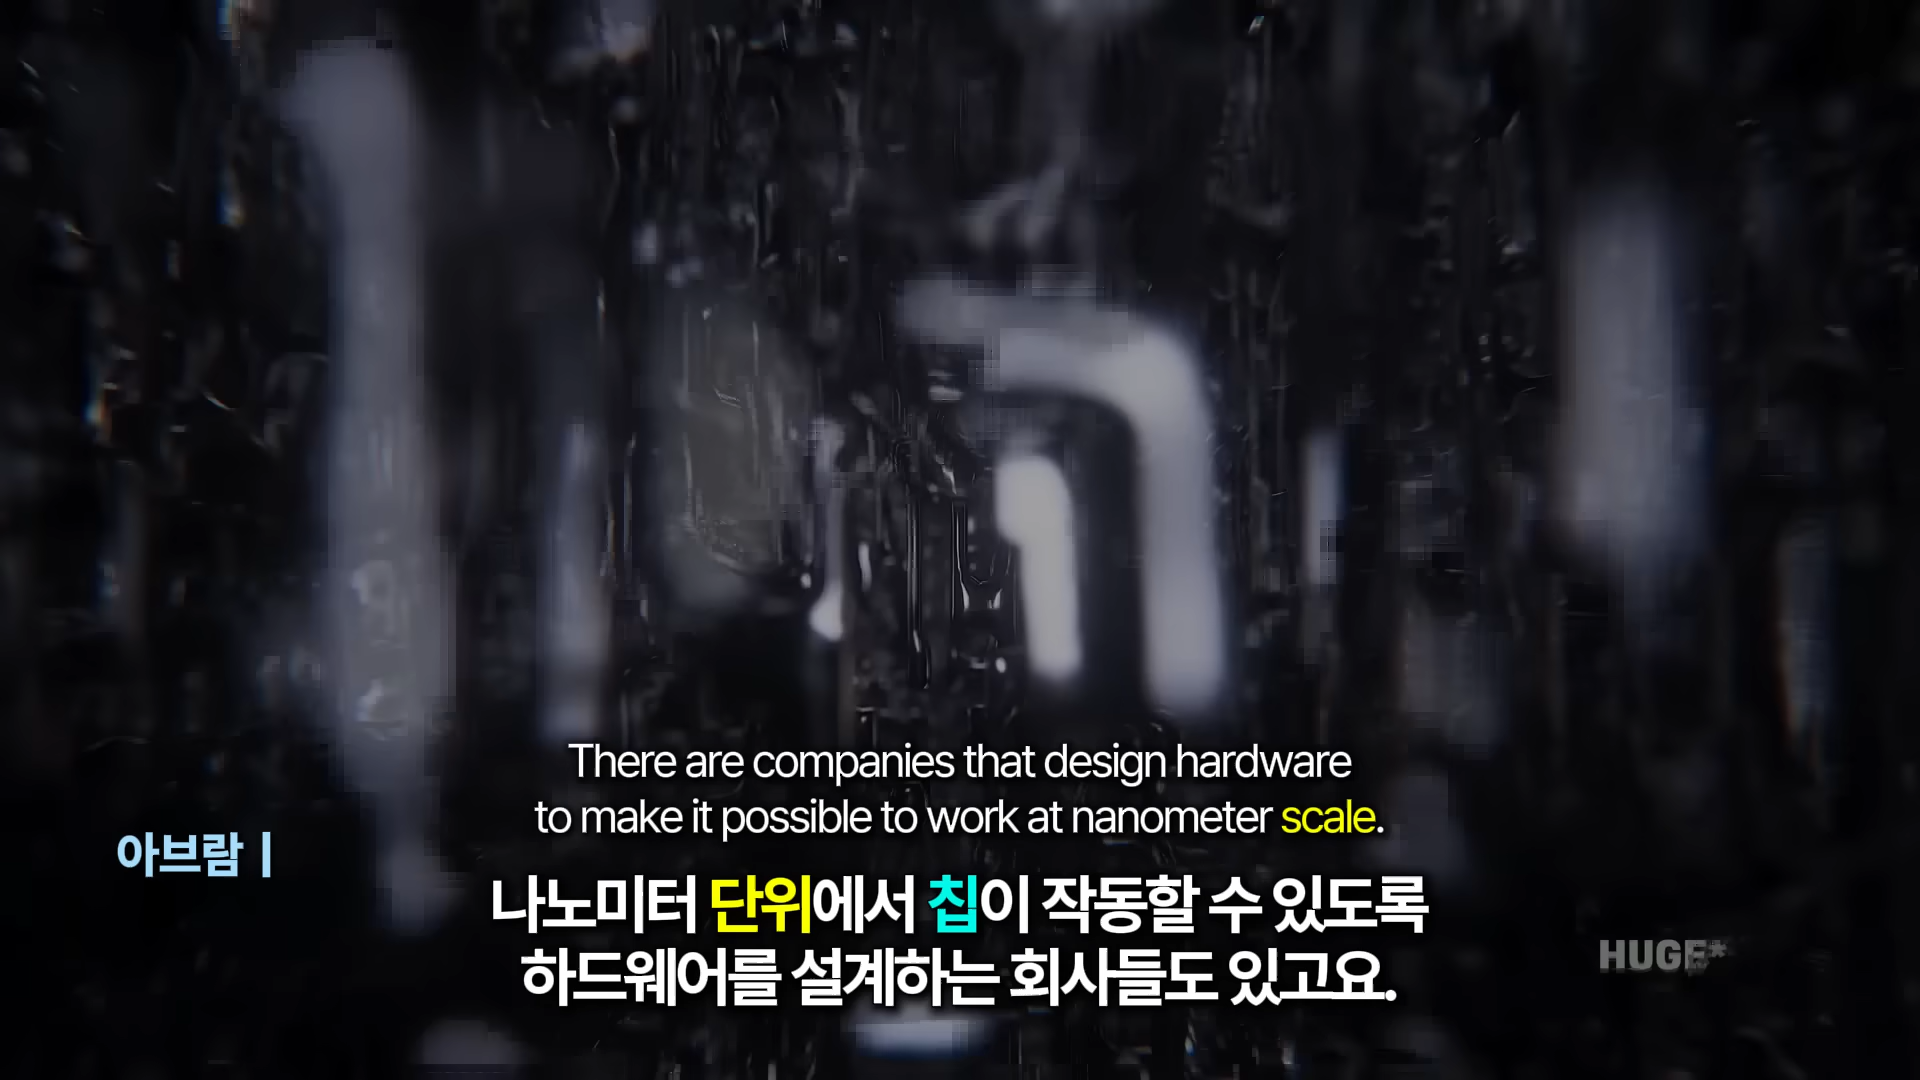 There are companies that design hardware
to make it possible to work at nanometer scale.
아브람 |
나노미터 단위에서 칩이 작동할 수 있도록
하드웨어를 설계하는 회사들도 있고요.
HUGE*